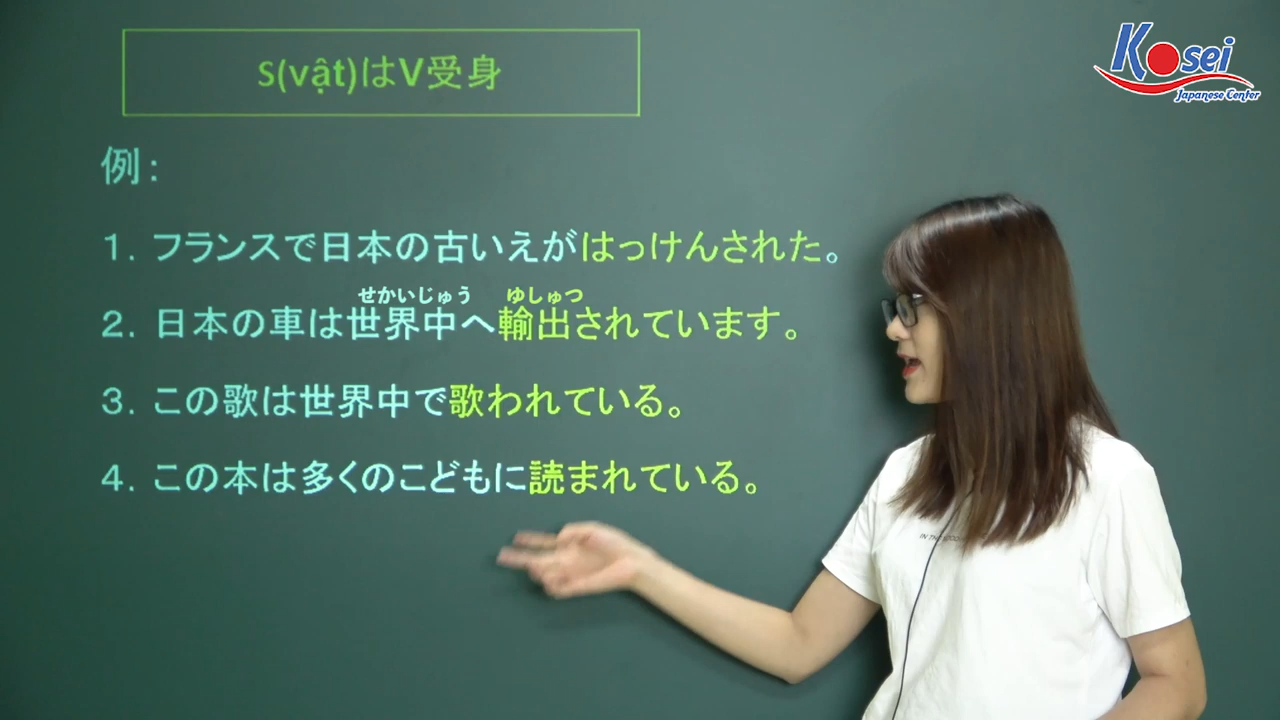 Kosei
Japanese Center
S(vật)はV受身
例：
1. フランスで日本の古いえがはっけんされた。
せかいじゅう ゆしゅつ
2. 日本の車は世界中へ輸出されています。
3. この歌は世界中で歌われている。
4. この本は多くのこどもに読まれている。